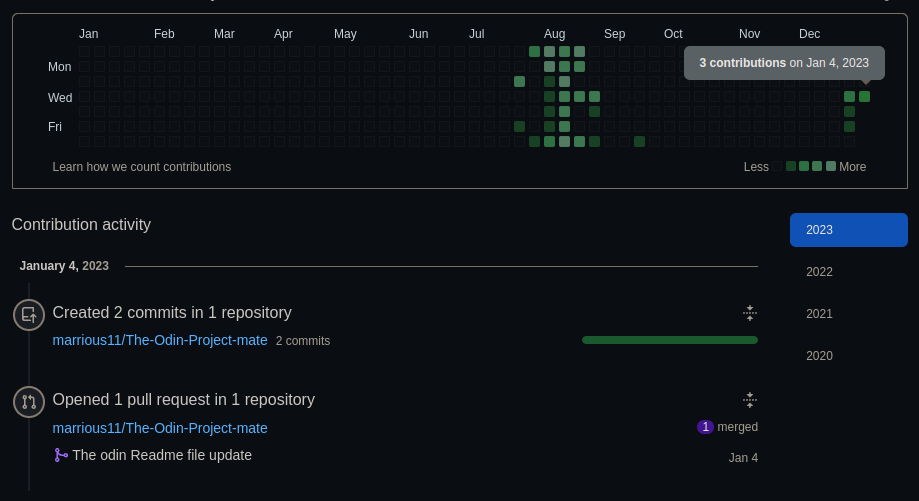 Jan Feb Mar Apr May Jun Jul Aug Sep Oct Nov Dec
Mon
3 contributions on Jan 4, 2023
Wed
Fri
Learn how we count contributions
Less More
Contribution activity
2023
January 4, 2023
2022
Created 2 commits in 1 repository
2021
marrious11/The-Odin-Project-mate 2 commits
2020
Opened 1 pull request in 1 repository
marrious11/The-Odin-Project-mate
1 merged
The odin Readme file update
Jan 4